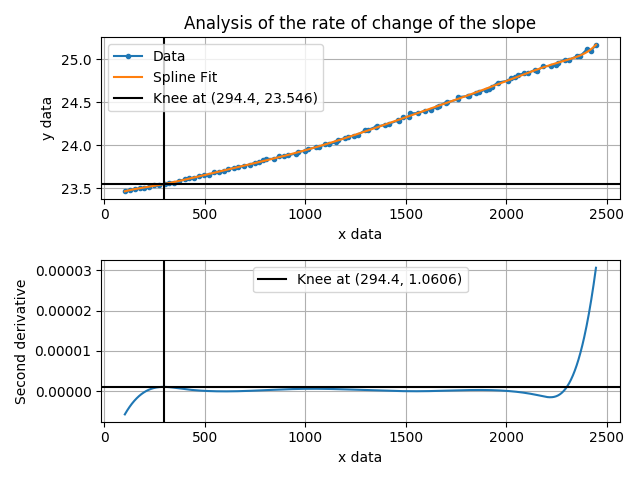 Analysis of the rate of change of the slope
Data
Spline Fit
Knee at (294.4, 23.546)
25.0
24.5
24.0
23.5
y data
0 500 1000 1500 2000 2500
x data
Knee at (294.4, 1.0606)
0.00003
0.00002
0.00001
0.00000
Second derivative
0 500 1000 1500 2000 2500
x data